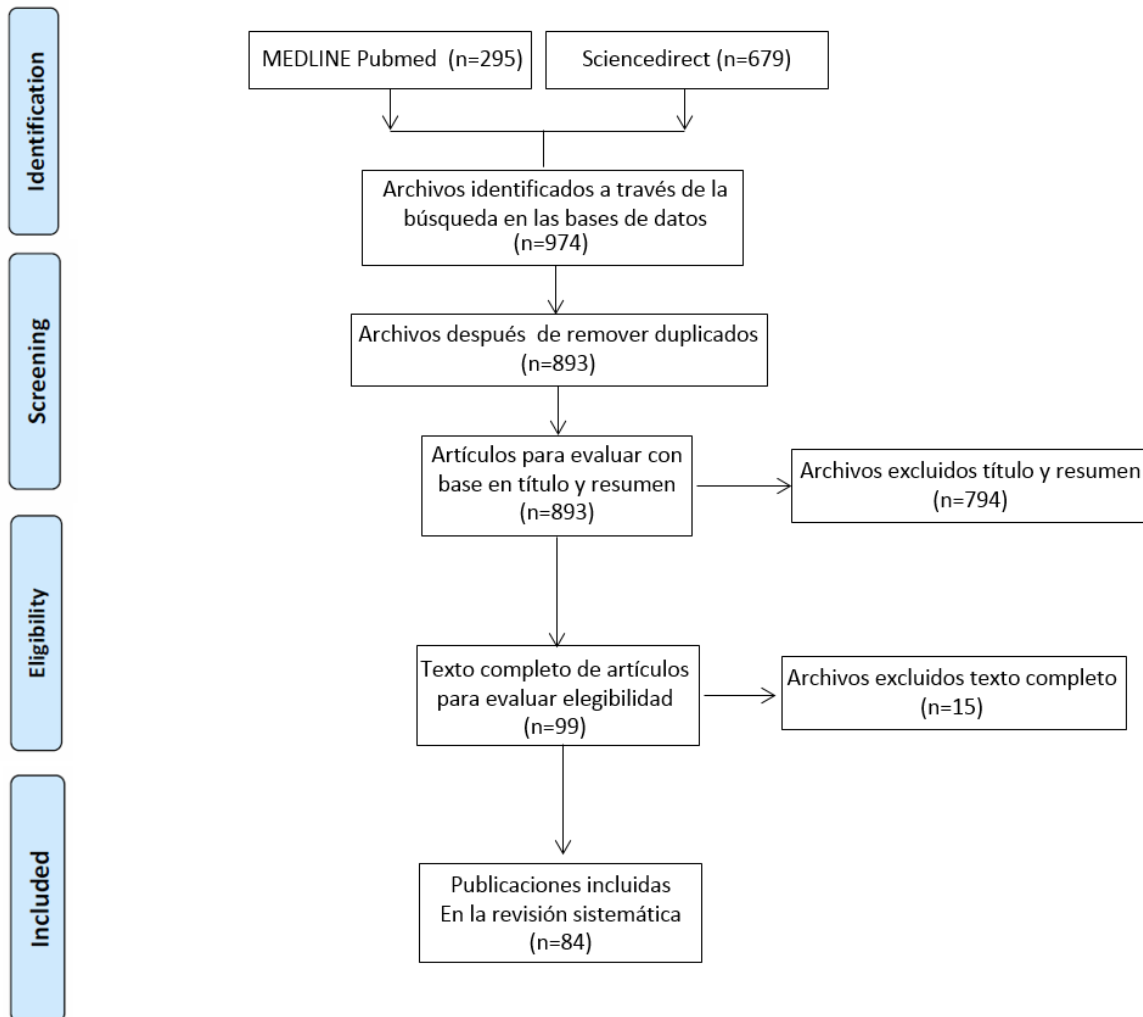 Identification
MEDLINE Pubmed (n=295)
Sciencedirect (n=679)
Archivos identificados a través de la
búsqueda en las bases de datos
(n=974)
Screening
Archivos después de remover duplicados
(n=893)
Artículos para evaluar con
base en título y resumen
(n=893)
Archivos excluidos título y resumen
(n=794)
Eligibility
Texto completo de artículos
para evaluar elegibilidad
(n=99)
Archivos excluidos texto completo
(n=15)
Included
Publicaciones incluidas
En la revisión sistemática
(n=84)